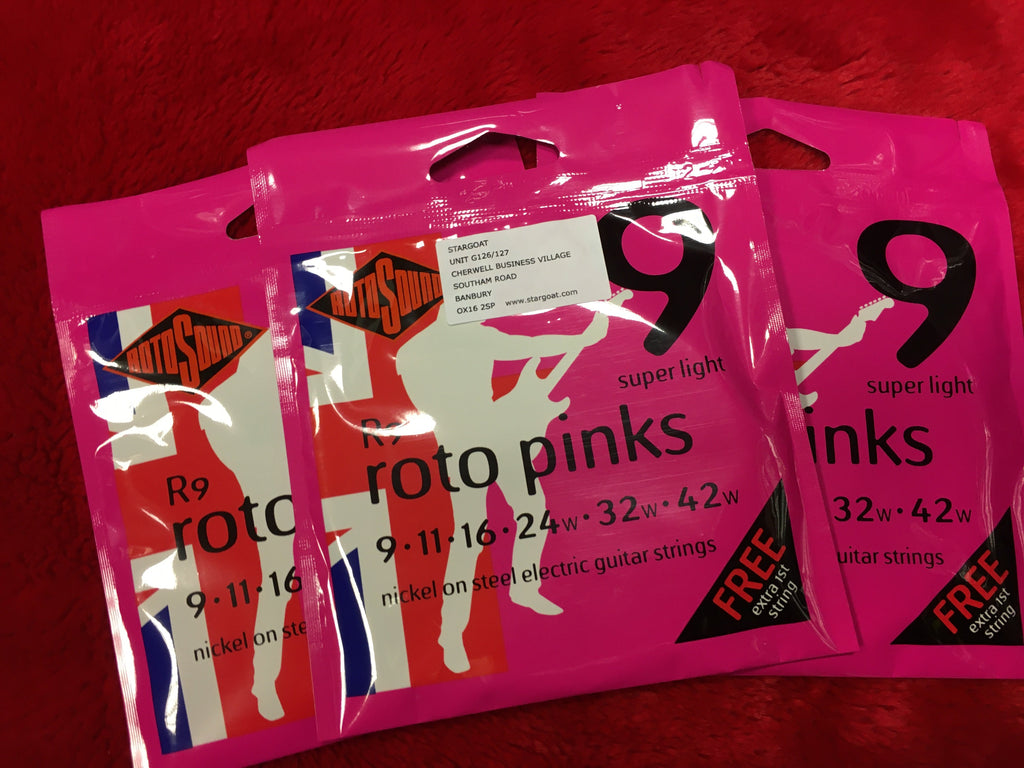 ROTOSOUND®
R9
roto
9·11·16
nickel on ste
STARGOAT
UNIT G126/127
CHERWELL BUSINESS VILLAGE
SOUTHAM ROAD
BANBURY
OX16 2SP www.stargoat.com
ROTOSOUND
9
super light
R9
roto pinks
9·11·16·24w·32w·42w
nickel on steel electric guitar strings
FREE
extra 1st
string
9
super light
inks
32w·42w
uitar strings
FREE
extra 1st
string